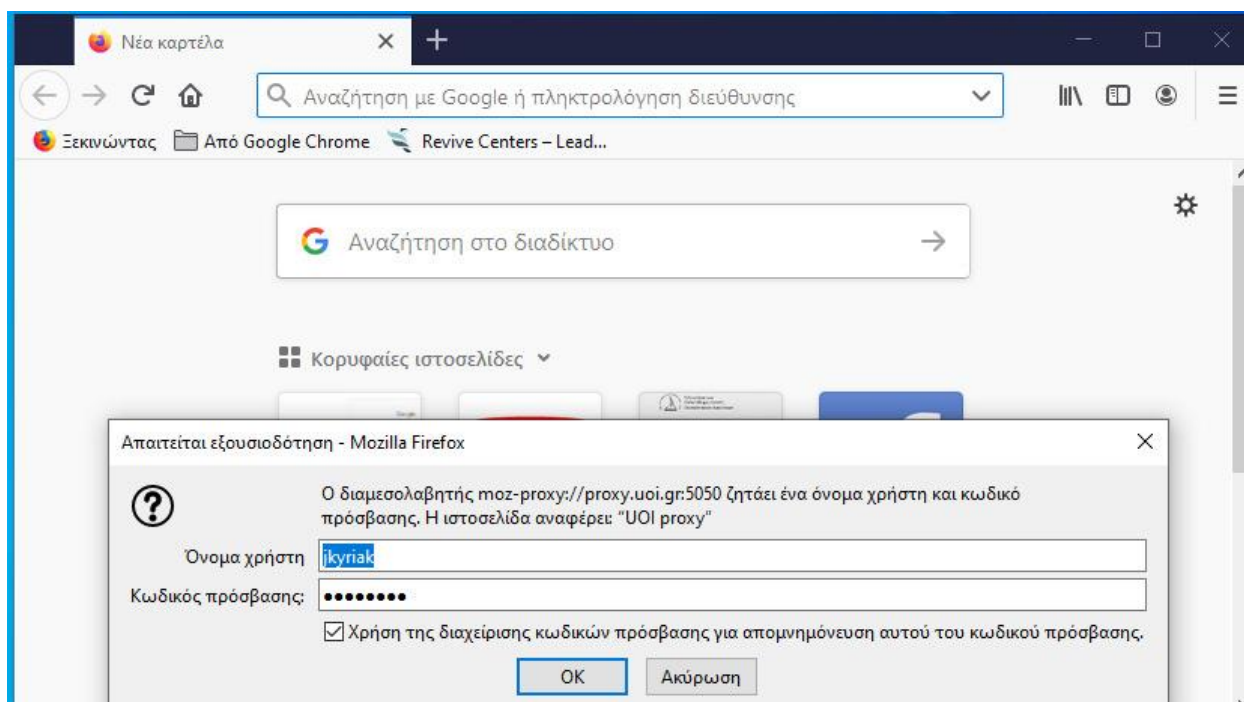 Νέα καρτέλα
Αναζήτηση με Google ή πληκτρολόγηση διεύθυνσης
Ξεκινώντας Από Google Chrome Revive Centers – Lead...
Αναζήτηση στο διαδίκτυο
Κορυφαίες ιστοσελίδες
Απαιτείται εξουσιοδότηση - Mozilla Firefox
Ο διαμεσολαβητής moz-proxy://proxy.uoi.gr:5050 ζητάει ένα όνομα χρήστη και κωδικό
πρόσβασης. Η ιστοσελίδα αναφέρει: “UOI proxy”
Όνομα χρήστη jkyriak
Κωδικός πρόσβασης: ●●●●●●●●
Χρήση της διαχείρισης κωδικών πρόσβασης για απομνημόνευση αυτού του κωδικού πρόσβασης.
OK Ακύρωση